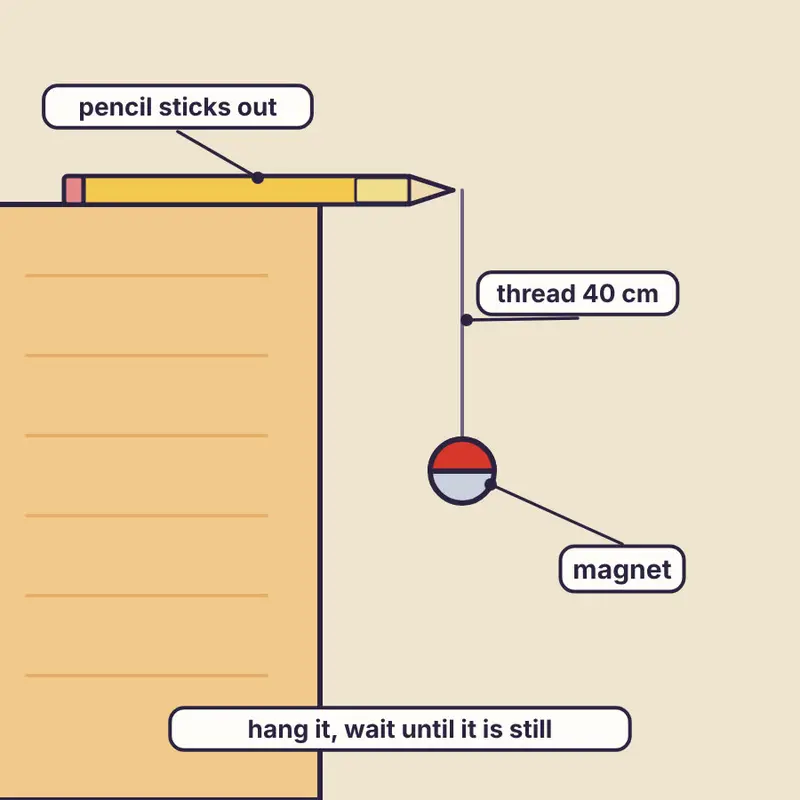 pencil sticks out
thread 40 cm
magnet
hang it, wait until it is still